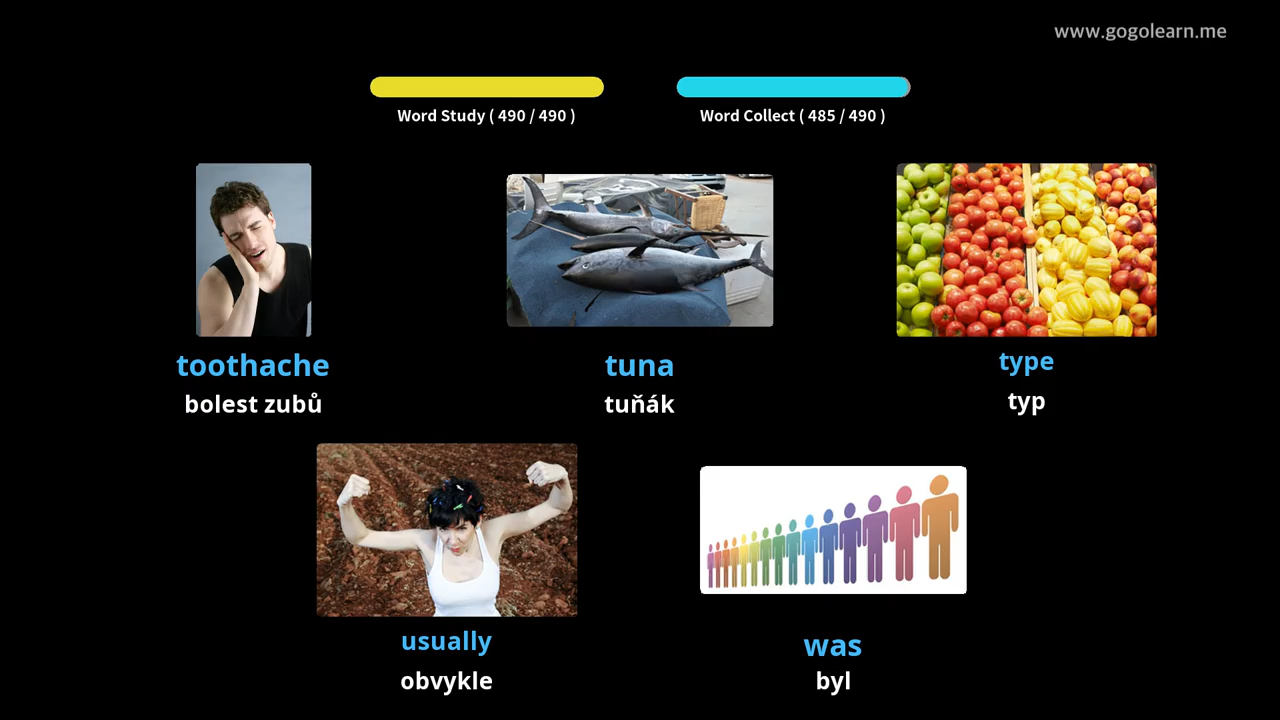 www.gogolearn.me
Word Study ( 490 / 490 )
Word Collect ( 485 / 490 )
toothache
bolest zubů
tuna
tuňák
type
typ
usually
obvykle
was
byl